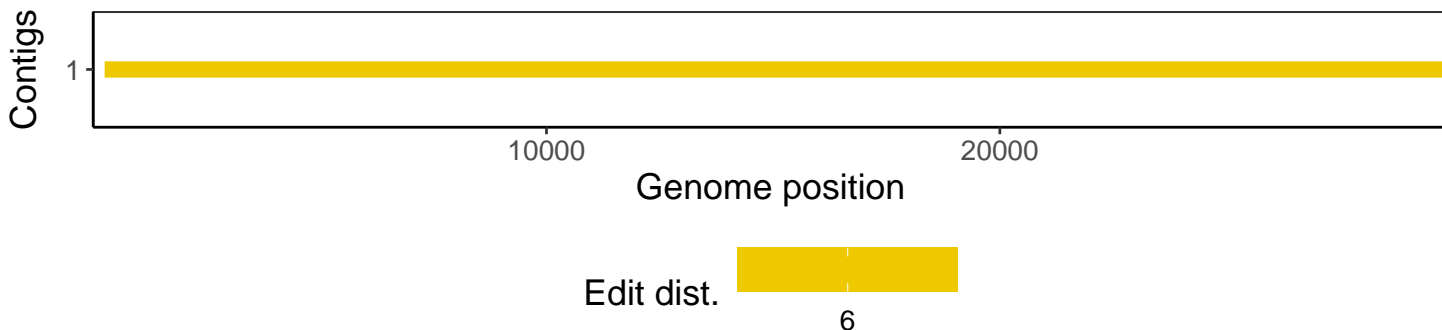 Contigs
1
10000 20000
Genome position
Edit dist.
6